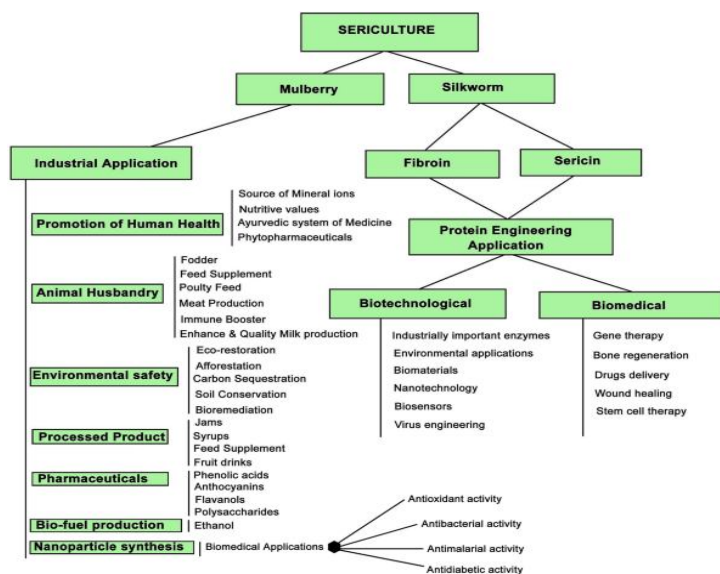 SERICULTURE
Mulberry
Silkworm
Industrial Application
Fibroin
Sericin
Promotion of Human Health
Source of Mineral ions
Nutritive values
Ayurvedic system of Medicine
Phytopharmaceuticals
Protein Engineering
Application
Animal Husbandry
Fodder
Feed Supplement
Poulty Feed
Meat Production
Immune Booster
Enhance & Quality Milk production
Biotechnological
Industrially important enzymes
Environmental applications
Biomaterials
Nanotechnology
Biosensors
Virus engineering
Biomedical
Gene therapy
Bone regeneration
Drugs delivery
Wound healing
Stem cell therapy
Environmental safety
Eco-restoration
Afforestation
Carbon Sequestration
Soil Conservation
Bioremediation
Processed Product
Jams
Syrups
Feed Supplement
Fruit drinks
Pharmaceuticals
Phenolic acids
Anthocyanins
Flavanols
Polysaccharides
Bio-fuel production
Ethanol
Nanoparticle synthesis
Biomedical Applications
Antioxidant activity
Antibacterial activity
Antimalarial activity
Antidiabetic activity